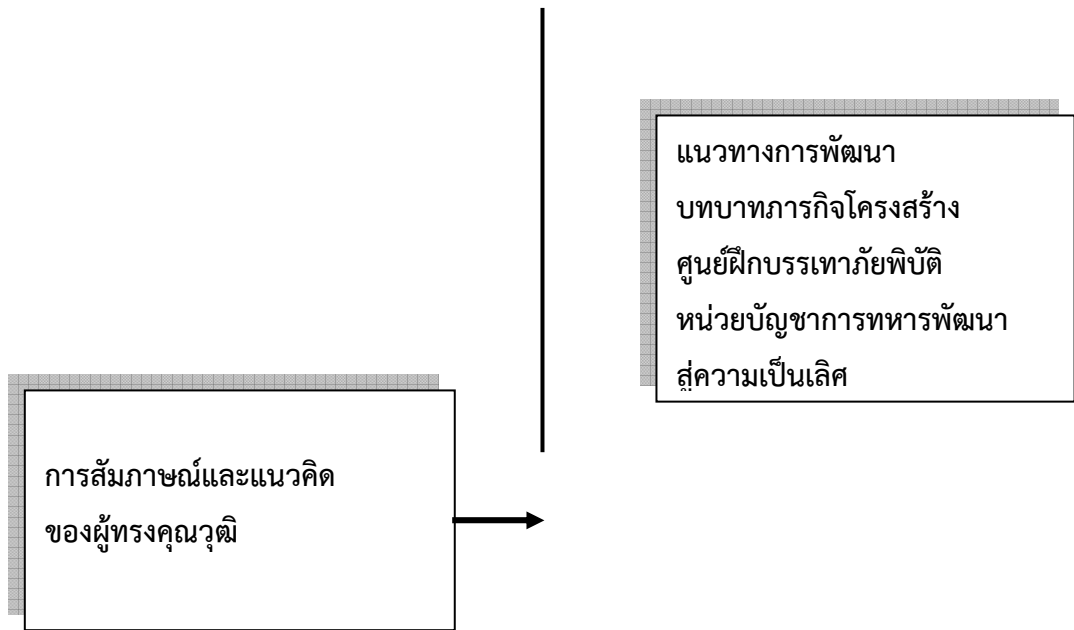 แนวทางการพัฒนา
บทบาทภารกิจโครงสร้าง
ศูนย์ฝึกบรรเทาภัยพิบัติ
หน่วยบัญชาการทหารพัฒนา
สู่ความเป็นเลิศ
การสัมภาษณ์และแนวคิด
ของผู้ทรงคุณวุฒิ